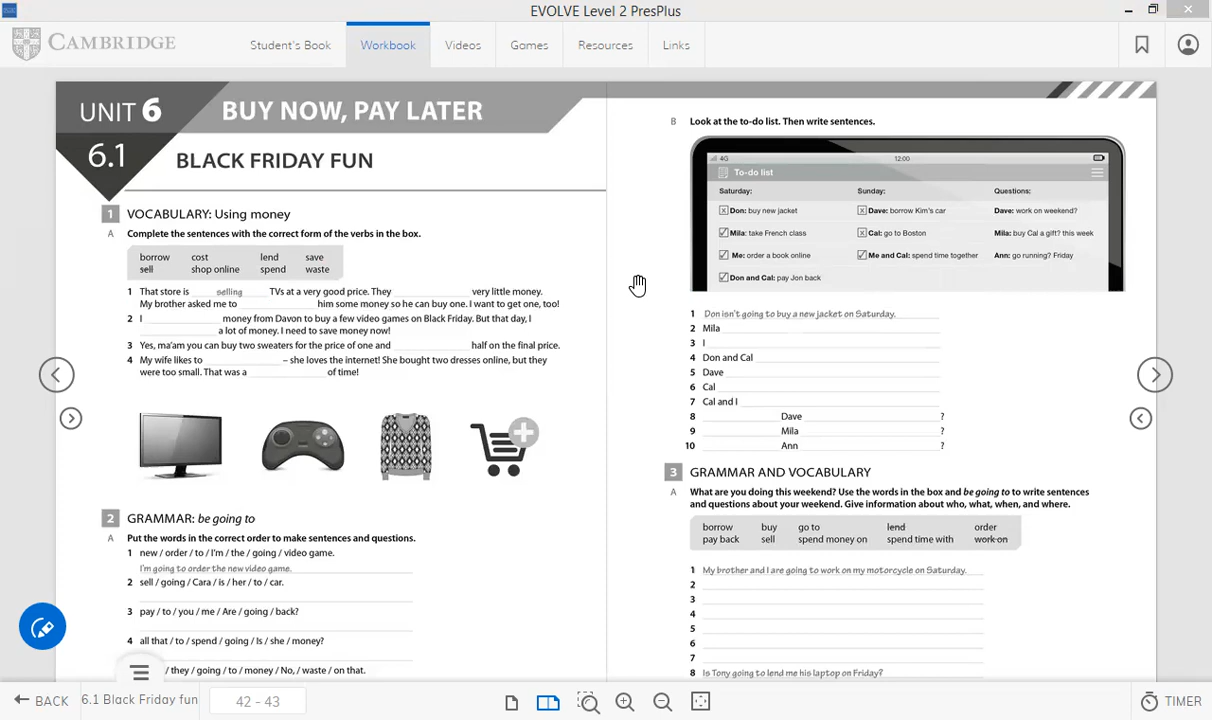 EVOLVE Level 2 PresPlus
CAMBRIDGE
Student's Book
Workbook
Videos
Games
Resources
Links
UNIT 6
BUY NOW, PAY LATER
6.1
BLACK FRIDAY FUN
1 VOCABULARY: Using money
A Complete the sentences with the correct form of the verbs in the box.
borrow cost lend save
sell shop online spend waste
1 That store is selling TVs at a very good price. They very little money.
My brother asked me to him some money so he can buy one. I want to get one, too!
2 I money from Davon to buy a few video games on Black Friday. But that day, I
a lot of money. I need to save money now!
3 Yes, ma'am you can buy two sweaters for the price of one and half on the final price.
4 My wife likes to – she loves the internet! She bought two dresses online, but they
were too small. That was a of time!
2 GRAMMAR: be going to
A Put the words in the correct order to make sentences and questions.
1 new / order / to / I'm / the / going / video game.
I'm going to order the new video game.
2 sell / going / Cara / is / her / to / car.
3 pay / to / you / me / Are / going / back?
4 all that / to / spend / going / Is / she / money?
/ they / going / to / money / No, / waste / on that.
B Look at the to-do list. Then write sentences.
4G 12:00
To-do list
Saturday: Sunday: Questions:
Don: buy new jacket Dave: borrow Kim's car Dave: work on weekend?
Mila: take French class Cal: go to Boston Mila: buy Cal a gift? this week
Me: order a book online Me and Cal: spend time together Ann: go running? Friday
Don and Cal: pay Jon back
1 Don isn't going to buy a new jacket on Saturday.
2 Mila
3 I
4 Don and Cal
5 Dave
6 Cal
7 Cal and I
8 Dave ?
9 Mila ?
10 Ann ?
3 GRAMMAR AND VOCABULARY
A What are you doing this weekend? Use the words in the box and be going to to write sentences
and questions about your weekend. Give information about who, what, when, and where.
borrow buy go to lend order
pay back sell spend money on spend time with work on
1 My brother and I are going to work on my motorcycle on Saturday.
2
3
4
5
6
7
8 Is Tony going to lend me his laptop on Friday?
BACK
6.1 Black Friday fun
42 - 43
TIMER